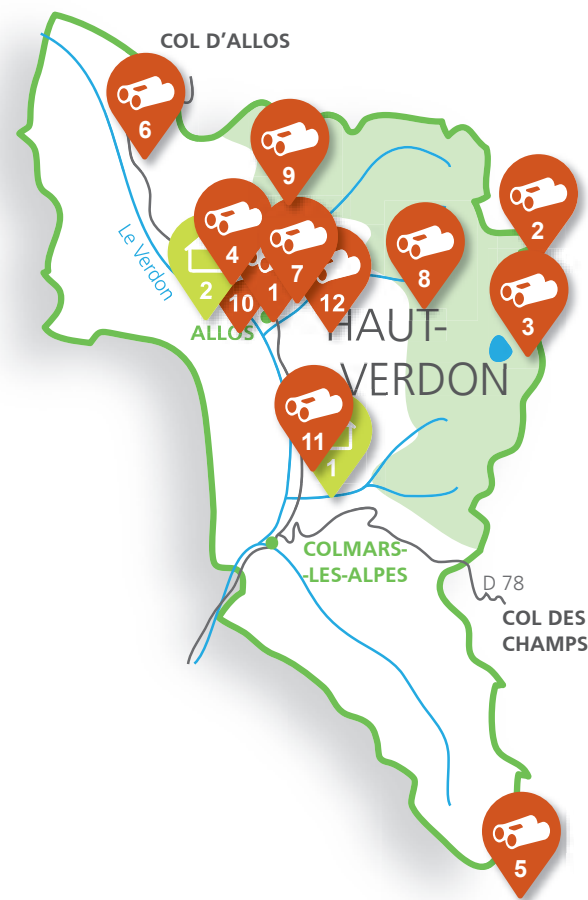 COL D'ALLOS
6
9
2
4
7
8
2
10
1
12
3
Le Verdon
ALLOS
HAUT-
VERDON
11
1
COLMARS-
-LES-ALPES
D 78
COL DES
CHAMPS
5